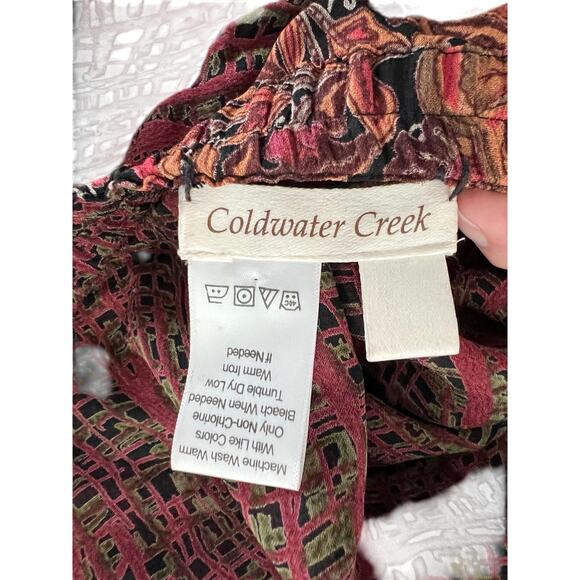 Coldwater Creek
Machine Wash Warm
With Like Colors
Only Non-Chlorine
Bleach When Needed
Tumble Dry Low
Warm Iron
If Needed
40C